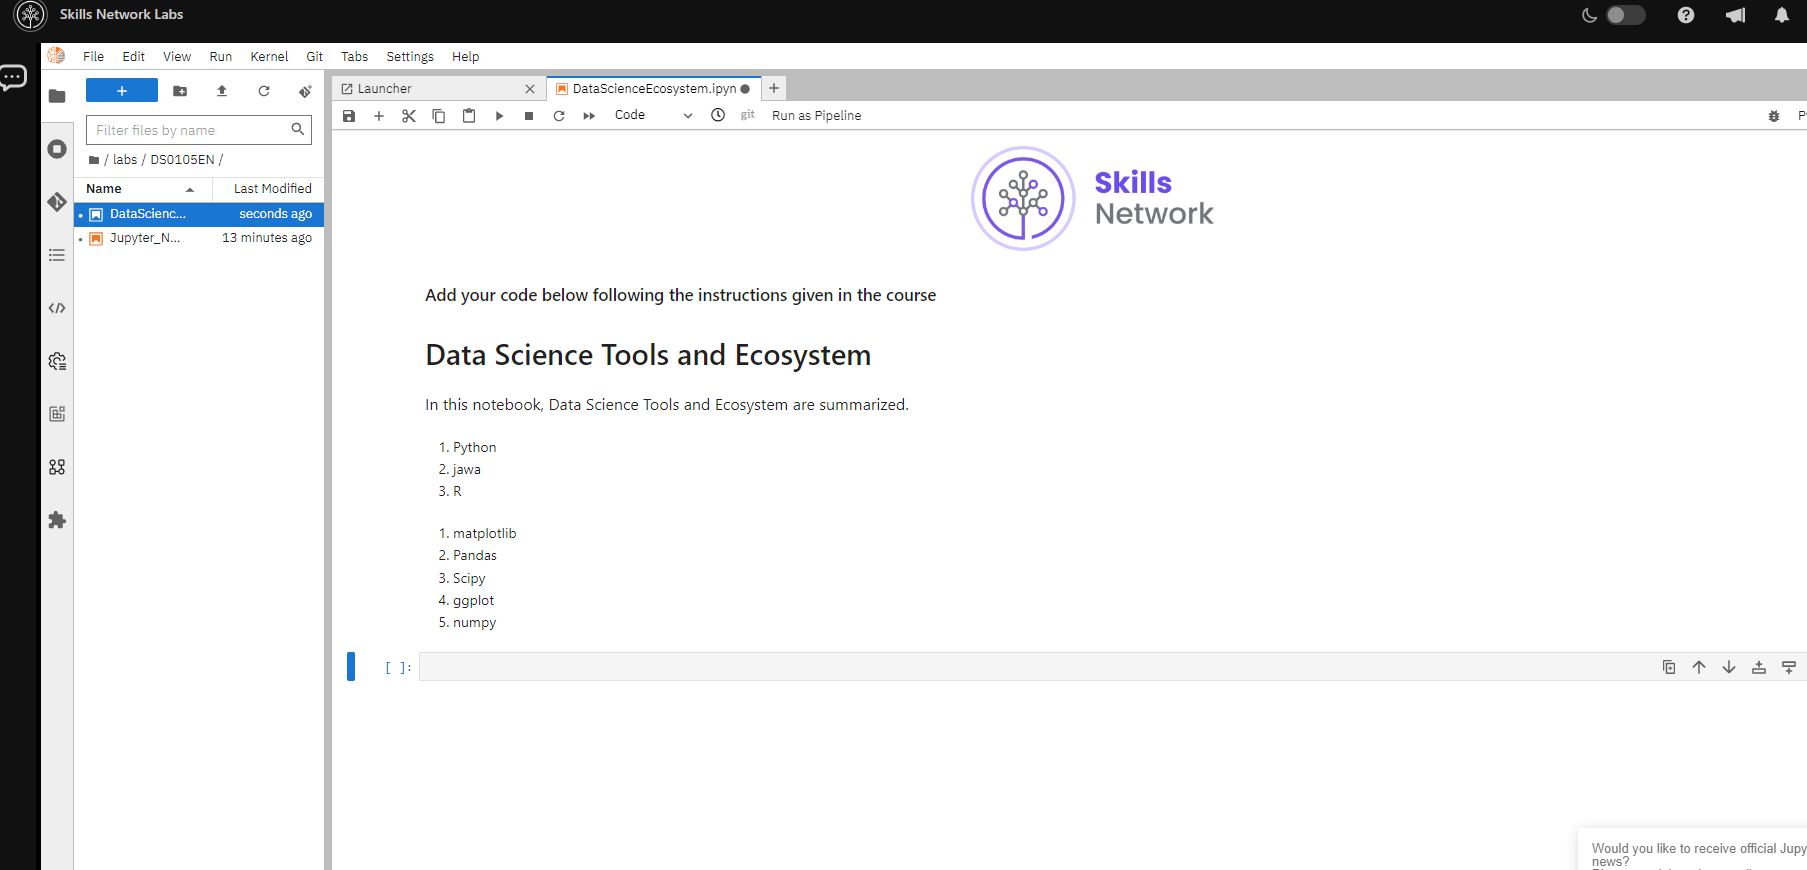 Skills Network Labs
File Edit View Run Kernel Git Tabs Settings Help
+
Launcher
DataScienceEcosystem.ipyn
Filter files by name
Code
git
Run as Pipeline
/ labs / DS0105EN /
Name Last Modified
DataScienc... seconds ago
Jupyter_N... 13 minutes ago
Skills
Network
Add your code below following the instructions given in the course
Data Science Tools and Ecosystem
In this notebook, Data Science Tools and Ecosystem are summarized.
1. Python
2. jawa
3. R
1. matplotlib
2. Pandas
3. Scipy
4. ggplot
5. numpy
[ ]:
Would you like to receive official Jupy
news?